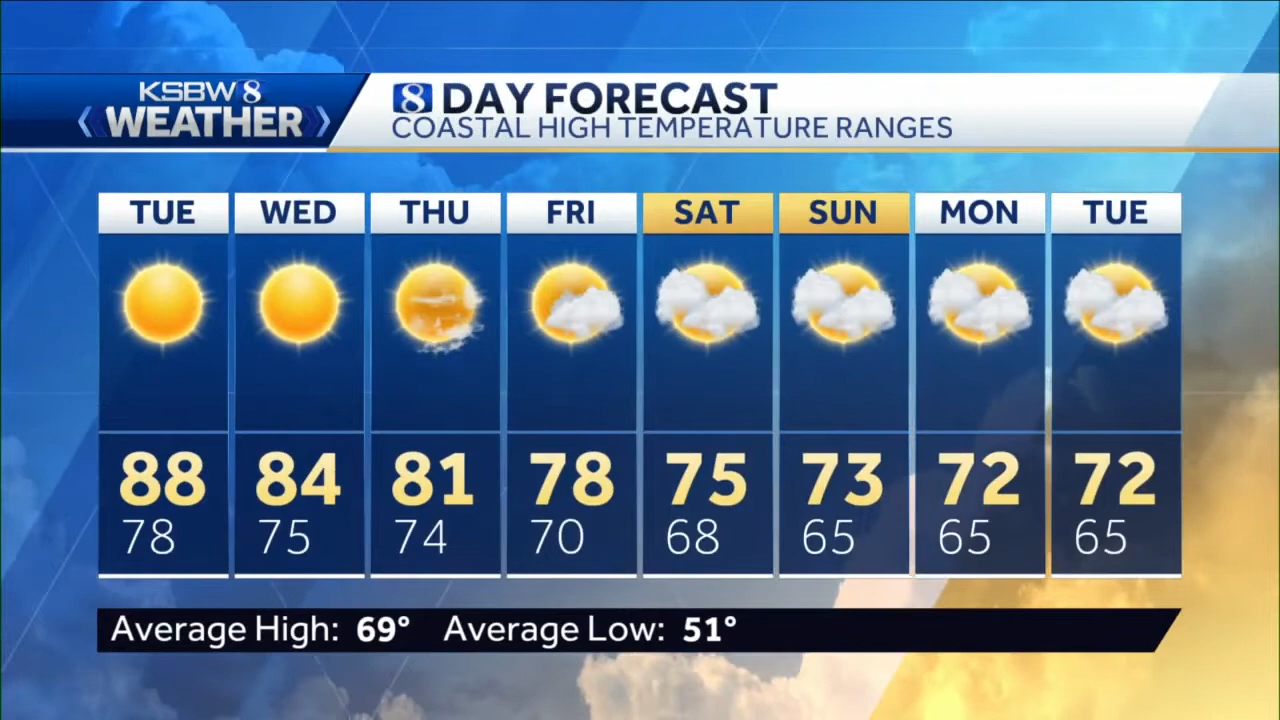 KSBW 8
WEATHER
8 DAY FORECAST
COASTAL HIGH TEMPERATURE RANGES
TUE WED THU FRI SAT SUN MON TUE
88 84 81 78 75 73 72 72
78 75 74 70 68 65 65 65
Average High: 69° Average Low: 51°